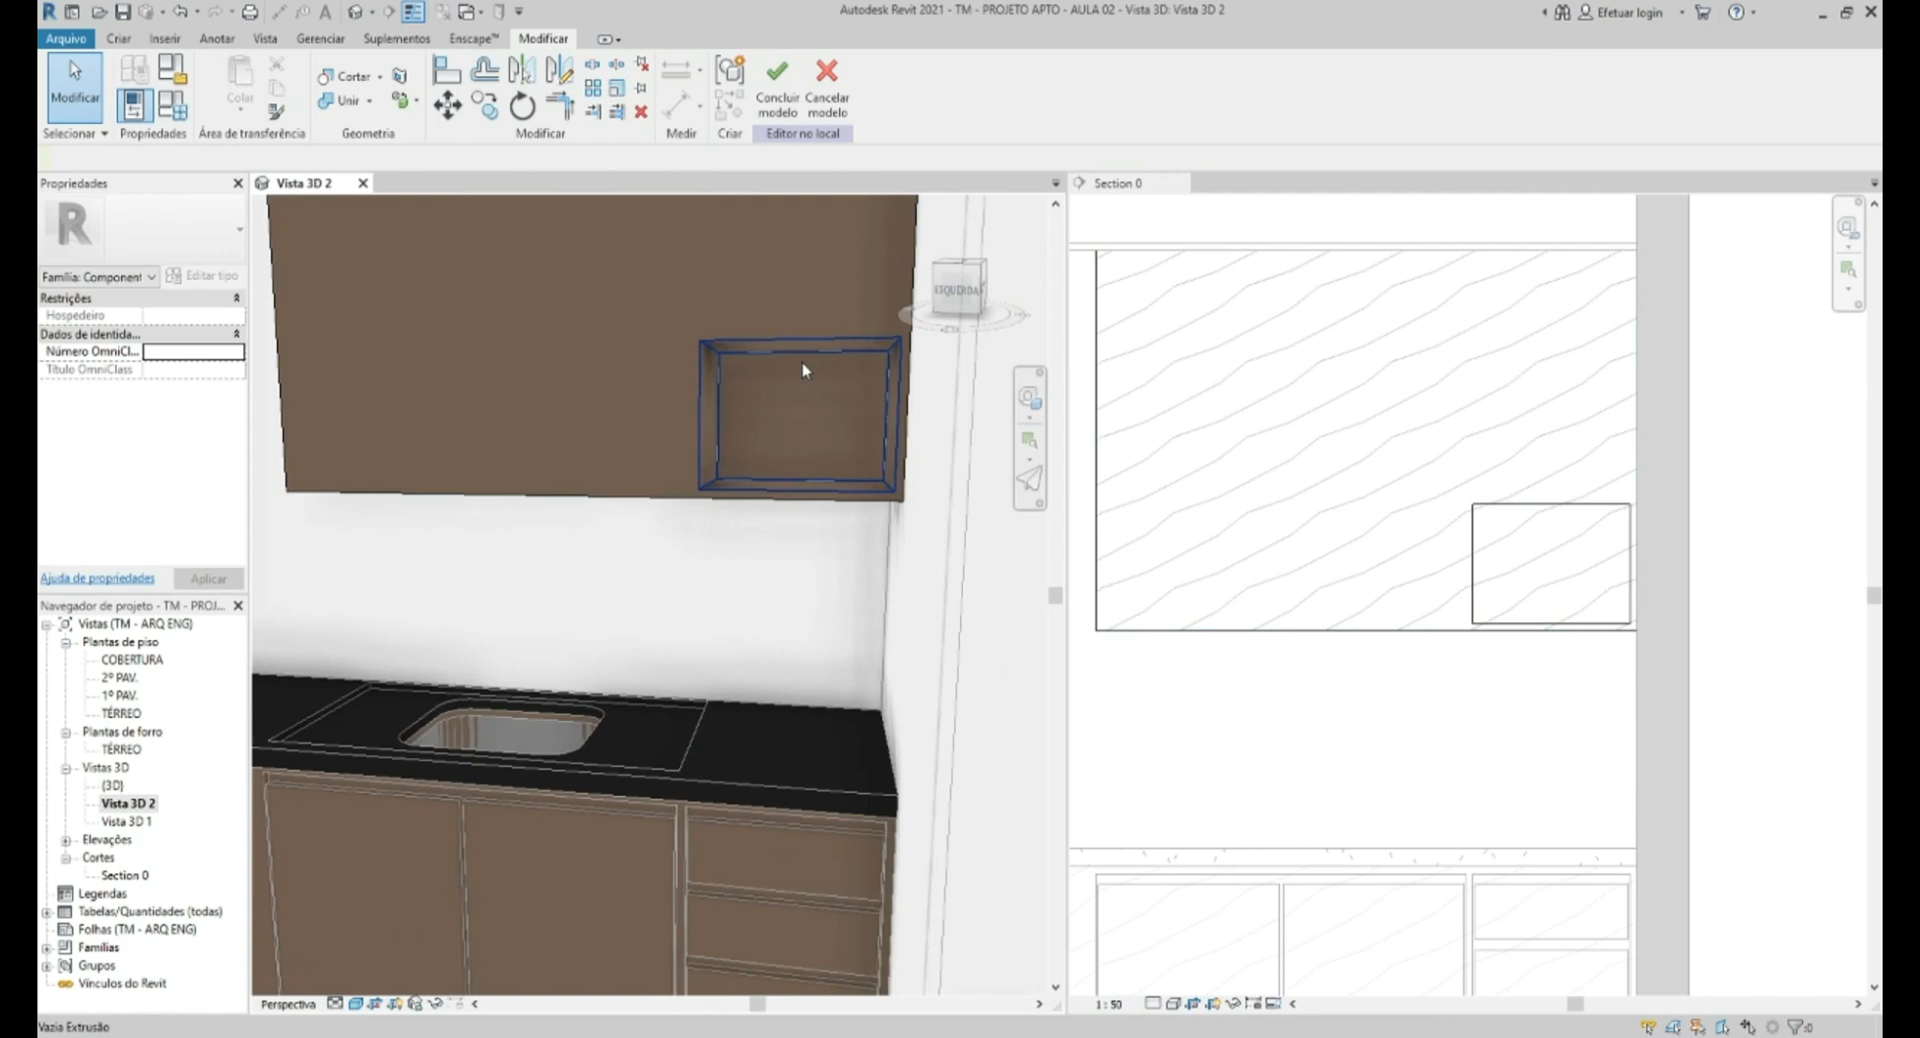 Autodesk Revit 2021 - TM - PROJETO APTO - AULA 02 - Vista 3D: Vista 3D 2
Efetuar login
Arquivo Criar Inserir Anotar Vista Gerenciar Suplementos Enscape™ Modificar
Modificar
Colar
Cortar
Unir
Concluir modelo
Cancelar modelo
Selecionar Propriedades Área de transferência Geometria Modificar Medir Criar Editor no local
Propriedades
Vista 3D 2
Section 0
Família: Component
Editar tipo
Restrições
Hospedeiro
Dados de identida...
Número OmniCl...
Título OmniClass
ESQUERDA
Ajuda de propriedades
Aplicar
Navegador de projeto - TM - PROJ...
Vistas (TM - ARQ ENG)
Plantas de piso
COBERTURA
2º PAV.
1º PAV.
TÉRREO
Plantas de forro
TÉRREO
Vistas 3D
{3D}
Vista 3D 2
Vista 3D 1
Elevações
Cortes
Section 0
Legendas
Tabelas/Quantidades (todas)
Folhas (TM - ARQ ENG)
Famílias
Grupos
Vínculos do Revit
Perspectiva
1 : 50
Vazia Extrusão
:0